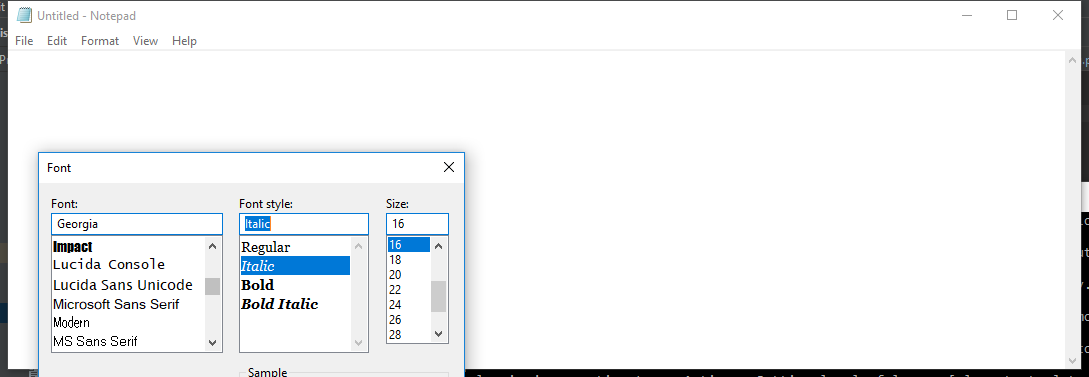 Untitled - Notepad
File Edit Format View Help
Font
Font: Font style: Size:
Georgia Italic 16
Impact Regular 16
Lucida Console Italic 18
Lucida Sans Unicode Bold 20
Microsoft Sans Serif Bold Italic 22
Modern 24
MS Sans Serif 26
28
Sample